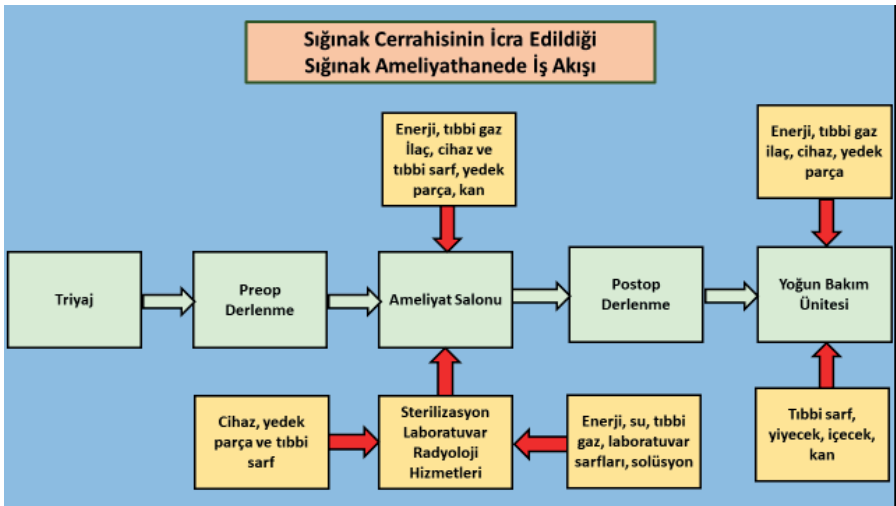 Sığınak Cerrahisinin İcra Edildiği
Sığınak Ameliyathanede İş Akışı
Enerji, tıbbi gaz
İlaç, cihaz ve
tıbbi sarf, yedek
parça, kan
Enerji, tıbbi gaz
ilaç, cihaz, yedek
parça
Triyaj
Preop
Derlenme
Ameliyat Salonu
Postop
Derlenme
Yoğun Bakım
Ünitesi
Cihaz, yedek
parça ve tıbbi
sarf
Sterilizasyon
Laboratuvar
Radyoloji
Hizmetleri
Enerji, su, tıbbi
gaz, laboratuvar
sarfları, solüsyon
Tıbbi sarf,
yiyecek, içecek,
kan